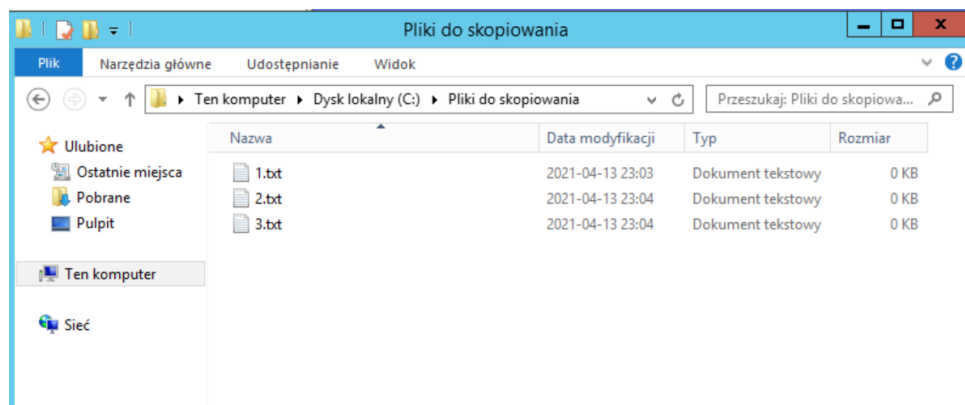 Pliki do skopiowania
Plik Narzędzia główne Udostępnianie Widok
Ten komputer Dysk lokalny (C:) Pliki do skopiowania Przeszukaj: Pliki do skopiowa...
Ulubione
Ostatnie miejsca
Pobrane
Pulpit
Ten komputer
Sieć
Nazwa Data modyfikacji Typ Rozmiar
1.txt 2021-04-13 23:03 Dokument tekstowy 0 KB
2.txt 2021-04-13 23:04 Dokument tekstowy 0 KB
3.txt 2021-04-13 23:04 Dokument tekstowy 0 KB